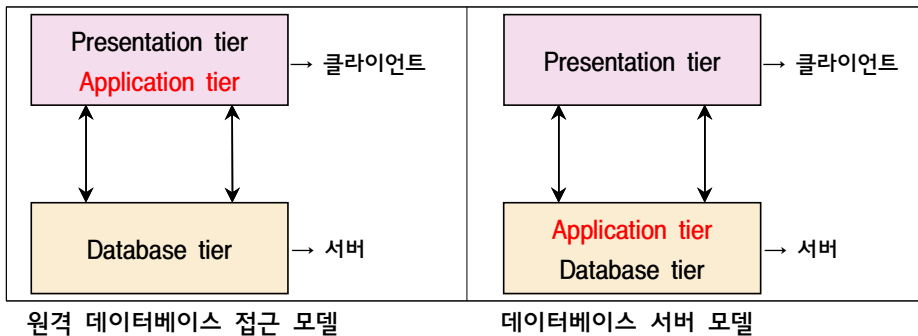 Presentation tier
Application tier
→ 클라이언트
Database tier
→ 서버
원격 데이터베이스 접근 모델
Presentation tier
→ 클라이언트
Application tier
Database tier
→ 서버
데이터베이스 서버 모델